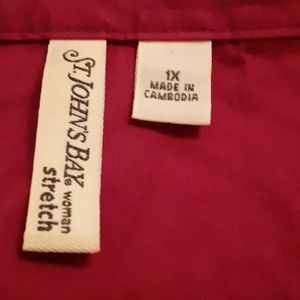 St. John's Bay® woman
stretch
1X
MADE IN
CAMBODIA